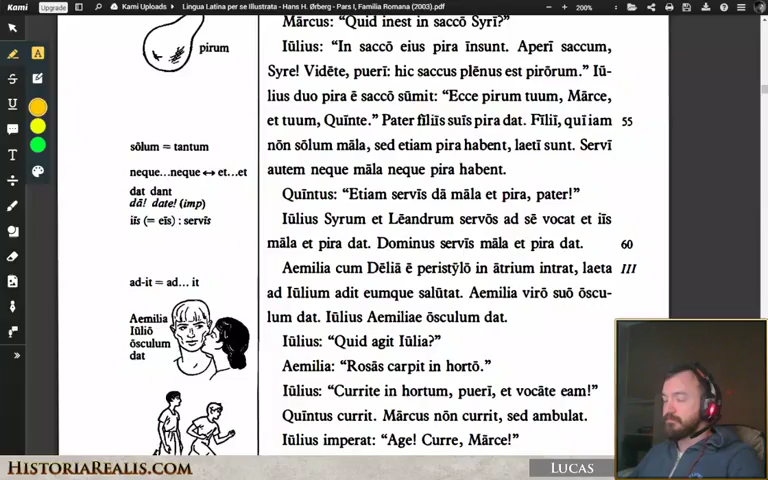 Kami
Upgrade
Kami Uploads > Lingua Latina per se Illustrata - Pars I, Familia Romana (2003).pdf
200%
Mārcus: “Quid inest in saccō Syrī?”
Iūlius: “In saccō eius pira īnsunt. Aperī saccum,
Syre! Vidēte, puerī: hic saccus plēnus est pirōrum.” Iū-
lius duo pira ē saccō sūmit: “Ecce pirum tuum, Mārce,
et tuum, Quīnte.” Pater fīliīs suīs pira dat. Fīliī, quī iam 55
nōn sōlum māla, sed etiam pira habent, laetī sunt. Servī
autem neque māla neque pira habent.
Quīntus: “Etiam servīs dā māla et pira, pater!”
Iūlius Syrum et Lēandrum servōs ad sē vocat et iīs
māla et pira dat. Dominus servīs māla et pira dat. 60
Aemilia cum Dēliā ē peristȳlō in ātrium intrat, laeta III
ad Iūlium adit eumque salūtat. Aemilia virō suō ōscu-
lum dat. Iūlius Aemiliae ōsculum dat.
Iūlius: “Quid agit Iūlia?”
Aemilia: “Rosās carpit in hortō.”
Iūlius: “Currite in hortum, puerī, et vocāte eam!”
Quīntus currit. Mārcus nōn currit, sed ambulat.
Iūlius imperat: “Age! Curre, Mārce!”
pirum
sōlum = tantum
neque...neque ↔ et...et
dat dant
dā! date! (imp)
iīs (= eīs) : servīs
ad-it = ad... it
Aemilia
Iūliō
ōsculum
dat
HISTORIAREALIS.COM
LUCAS